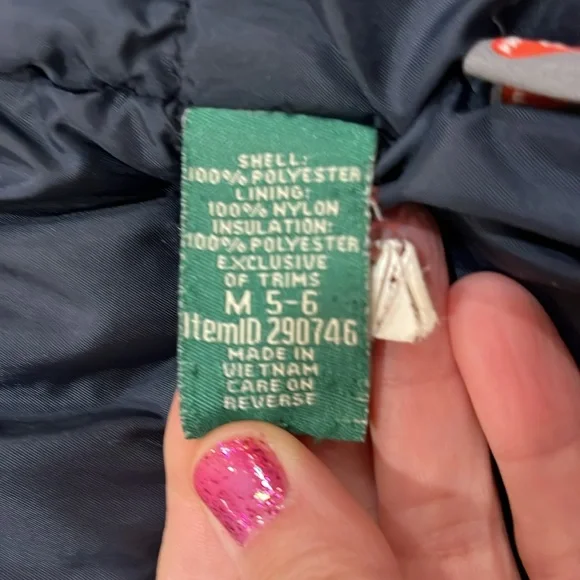 SHELL:
100% POLYESTER
LINING:
100% NYLON
INSULATION:
100% POLYESTER
EXCLUSIVE
OF TRIMS
M 5-6
ItemID 290746
MADE IN
VIETNAM
CARE ON
REVERSE